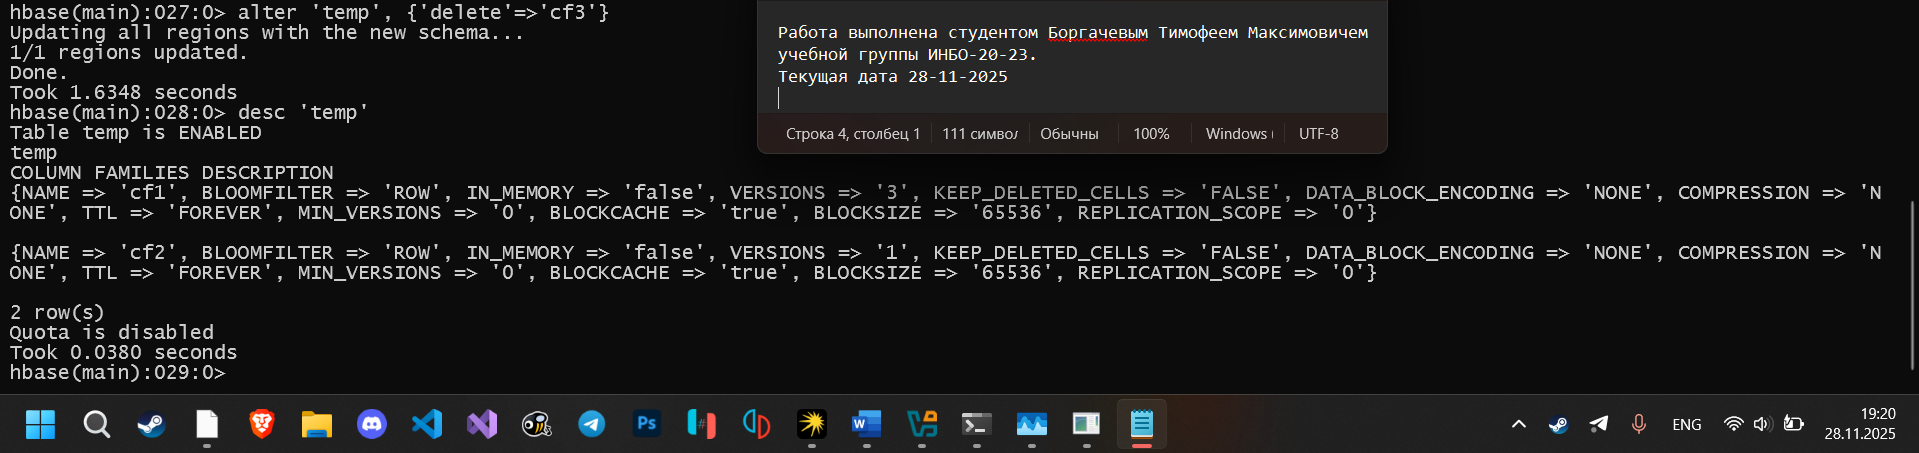 hbase(main):027:0> alter 'temp', {'delete'=>'cf3'}
Updating all regions with the new schema...
1/1 regions updated.
Done.
Took 1.6348 seconds
hbase(main):028:0> desc 'temp'
Table temp is ENABLED
temp
COLUMN FAMILIES DESCRIPTION
{NAME => 'cf1', BLOOMFILTER => 'ROW', IN_MEMORY => 'false', VERSIONS => '3', KEEP_DELETED_CELLS => 'FALSE', DATA_BLOCK_ENCODING => 'NONE', COMPRESSION => 'N
ONE', TTL => 'FOREVER', MIN_VERSIONS => '0', BLOCKCACHE => 'true', BLOCKSIZE => '65536', REPLICATION_SCOPE => '0'}
{NAME => 'cf2', BLOOMFILTER => 'ROW', IN_MEMORY => 'false', VERSIONS => '1', KEEP_DELETED_CELLS => 'FALSE', DATA_BLOCK_ENCODING => 'NONE', COMPRESSION => 'N
ONE', TTL => 'FOREVER', MIN_VERSIONS => '0', BLOCKCACHE => 'true', BLOCKSIZE => '65536', REPLICATION_SCOPE => '0'}
2 row(s)
Quota is disabled
Took 0.0380 seconds
hbase(main):029:0>
Работа выполнена студентом Боргачевым Тимофеем Максимовичем
учебной группы ИНБО-20-23.
Текущая дата 28-11-2025
Строка 4, столбец 1 111 символ Обычны 100% Windows ( UTF-8
Ps
W
ENG
19:20
28.11.2025